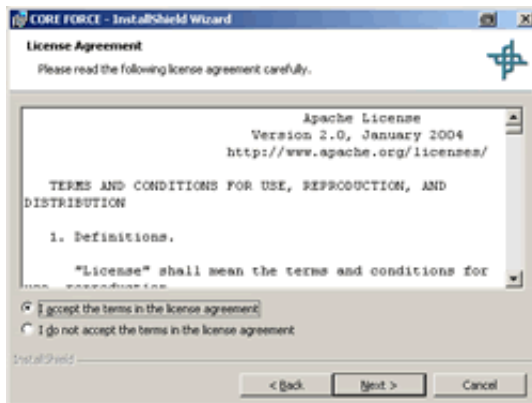 CORE FORCE - InstallShield Wizard
License Agreement
Please read the following license agreement carefully.
Apache License
Version 2.0, January 2004
http://www.apache.org/licenses/
TERMS AND CONDITIONS FOR USE, REPRODUCTION, AND
DISTRIBUTION
1. Definitions.
"License" shall mean the terms and conditions for
use, reproduction
I accept the terms in the license agreement
I do not accept the terms in the license agreement
InstallShield
< Back
Next >
Cancel